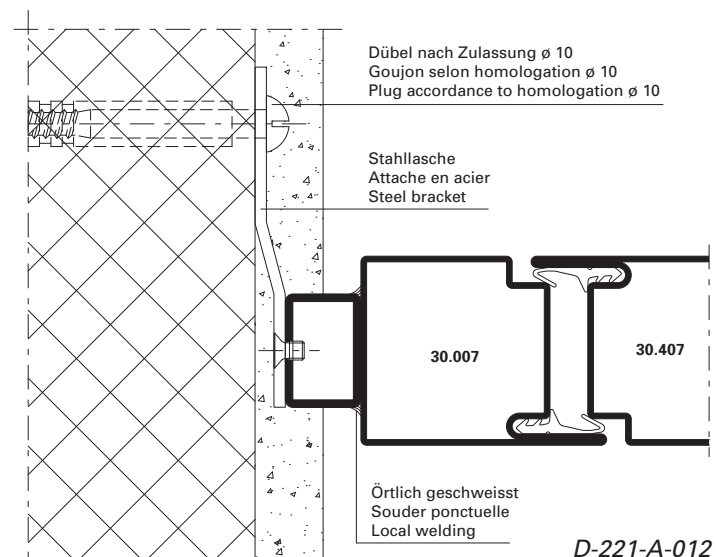 Dübel nach Zulassung ø 10
Goujon selon homologation ø 10
Plug accordance to homologation ø 10
Stahllasche
Attache en acier
Steel bracket
30.007
30.407
Örtlich geschweisst
Souder ponctuelle
Local welding
D-221-A-012